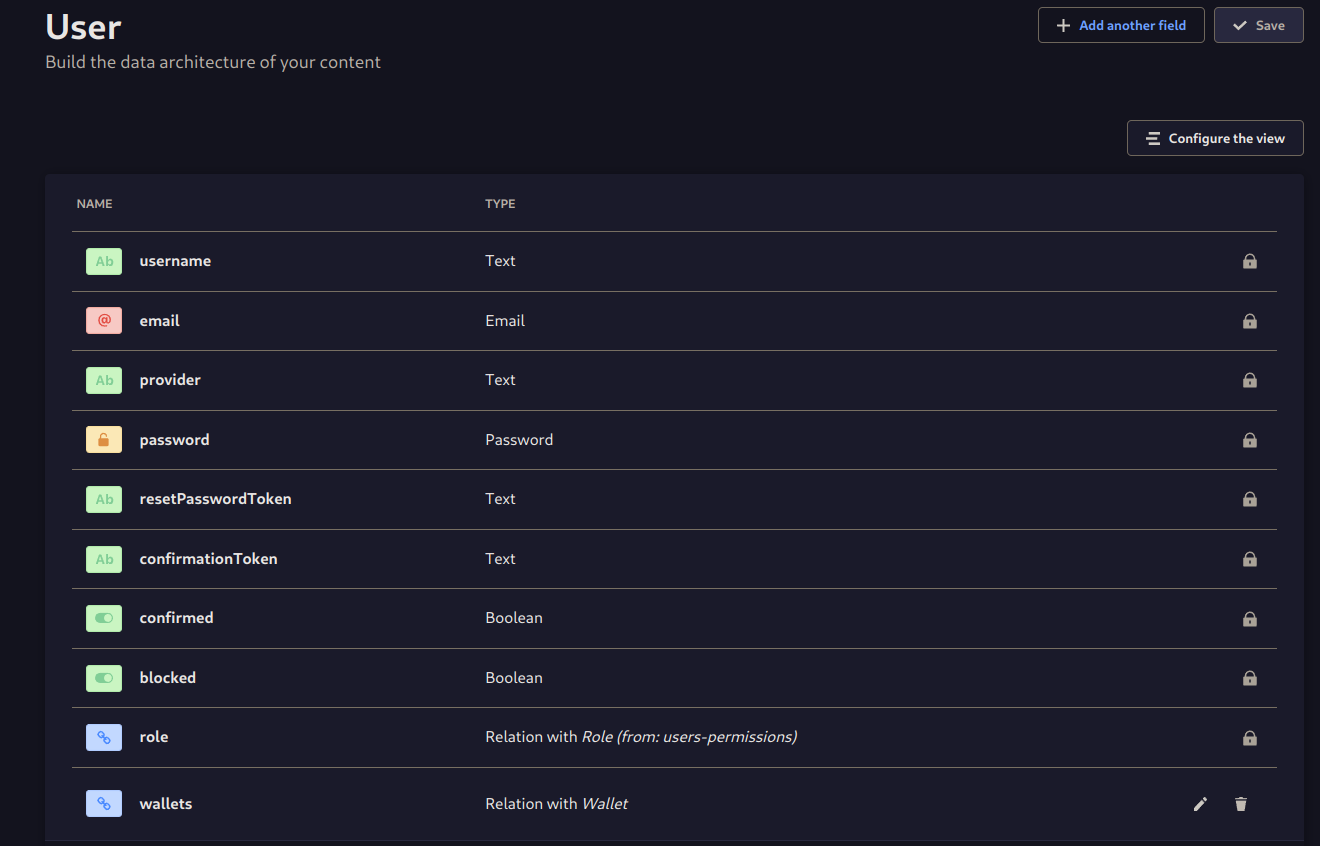 User
Build the data architecture of your content
Add another field
Save
Configure the view
NAME TYPE
Ab username Text
@ email Email
Ab provider Text
password Password
Ab resetPasswordToken Text
Ab confirmationToken Text
confirmed Boolean
blocked Boolean
role Relation with Role (from: users-permissions)
wallets Relation with Wallet